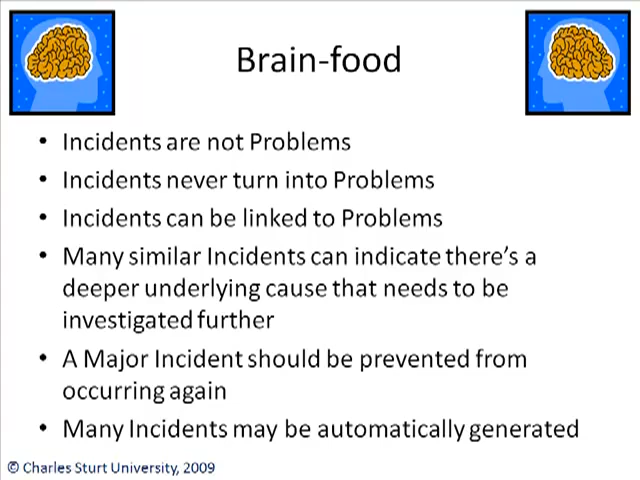 Brain-food
• Incidents are not Problems
• Incidents never turn into Problems
• Incidents can be linked to Problems
• Many similar Incidents can indicate there's a
deeper underlying cause that needs to be
investigated further
• A Major Incident should be prevented from
occurring again
• Many Incidents may be automatically generated
© Charles Sturt University, 2009